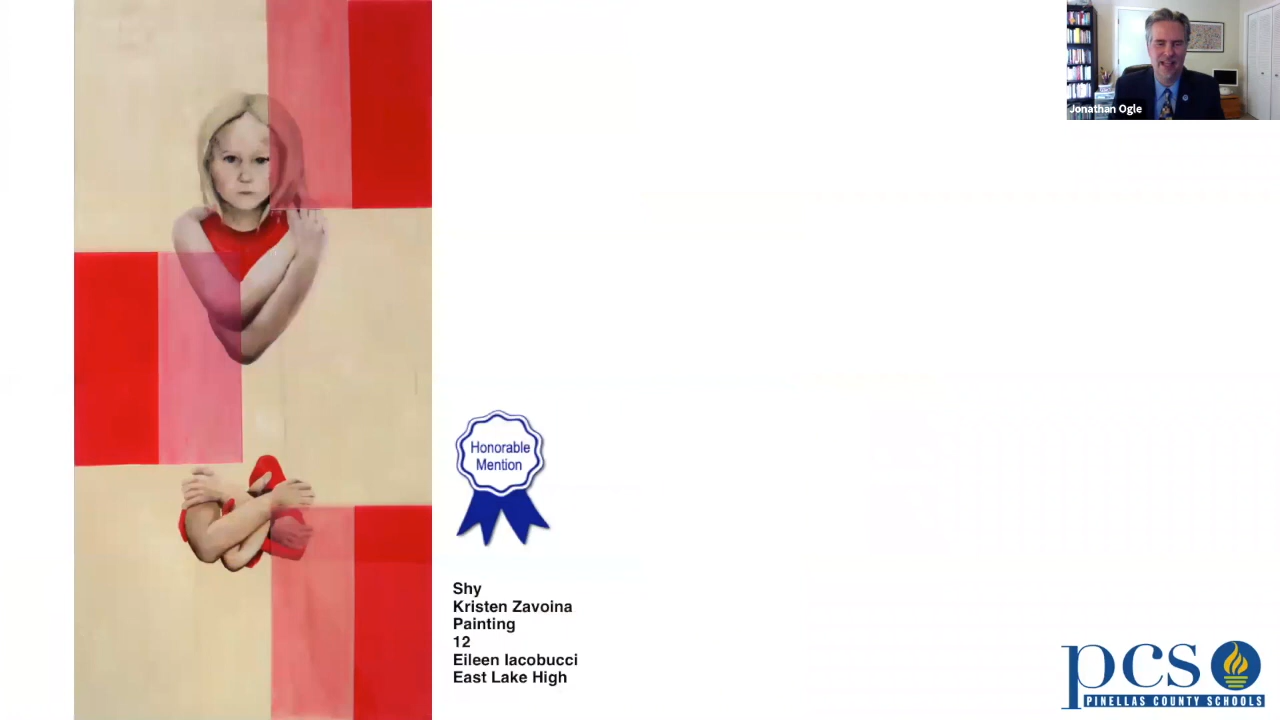 Jonathan Ogle
Honorable
Mention
Shy
Kristen Zavoina
Painting
12
Eileen Iacobucci
East Lake High
pcs
PINELLAS COUNTY SCHOOLS